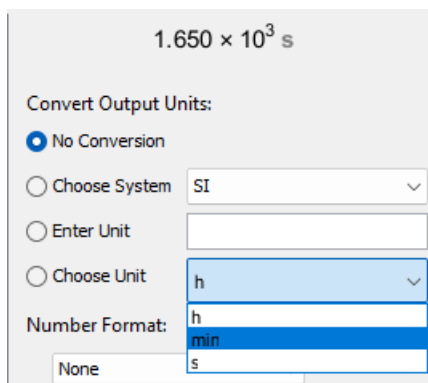 1.650 × 10³ s
Convert Output Units:
No Conversion
Choose System SI
Enter Unit
Choose Unit h
h
Number Format:
min
None s